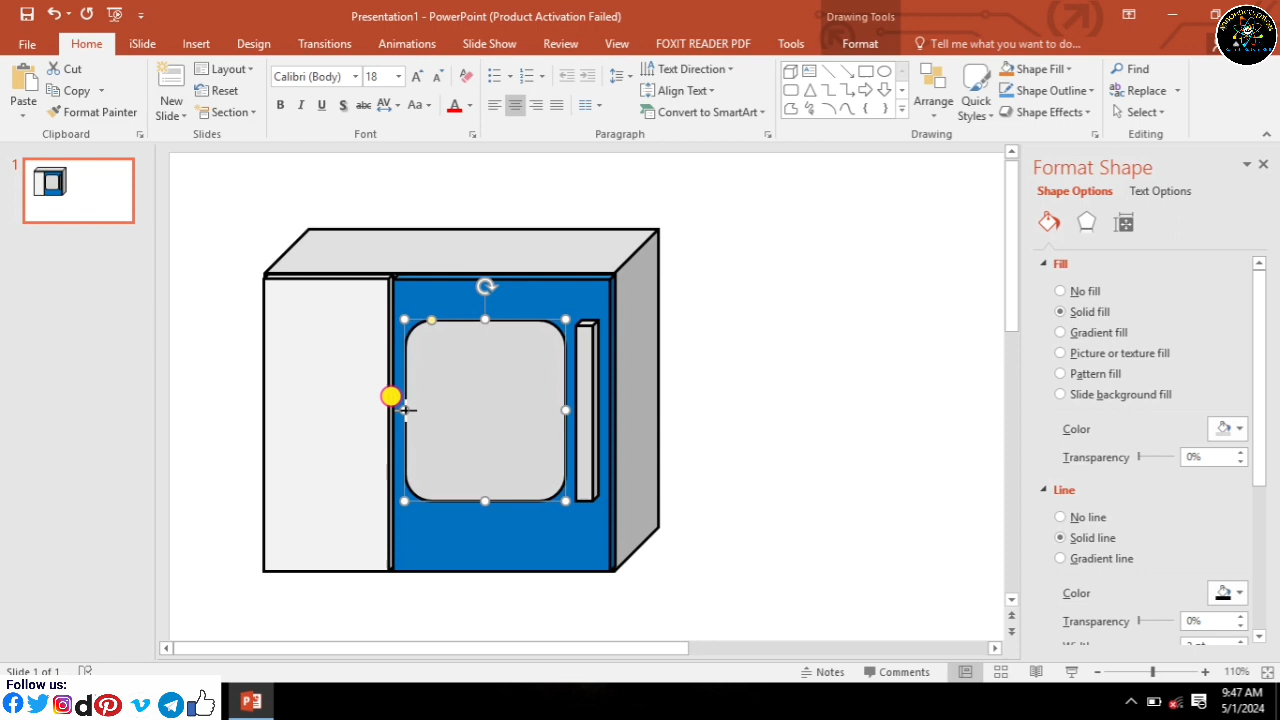 Presentation1 - PowerPoint (Product Activation Failed)
Drawing Tools
File
Home
iSlide
Insert
Design
Transitions
Animations
Slide Show
Review
View
FOXIT READER PDF
Tools
Format
Tell me what you want to do...
Paste
Cut
Copy
Format Painter
Clipboard
New Slide
Layout
Reset
Section
Slides
Calibri (Body)
18
B I U S abc AV Aa A
Font
Text Direction
Align Text
Convert to SmartArt
Paragraph
Arrange
Quick Styles
Shape Fill
Shape Outline
Shape Effects
Drawing
Find
Replace
Select
Editing
1
Format Shape
Shape Options
Text Options
Fill
No fill
Solid fill
Gradient fill
Picture or texture fill
Pattern fill
Slide background fill
Color
Transparency
0%
Line
No line
Solid line
Gradient line
Color
Transparency
0%
Slide 1 of 1
Notes
Comments
110%
Follow us:
9:47 AM
5/1/2024